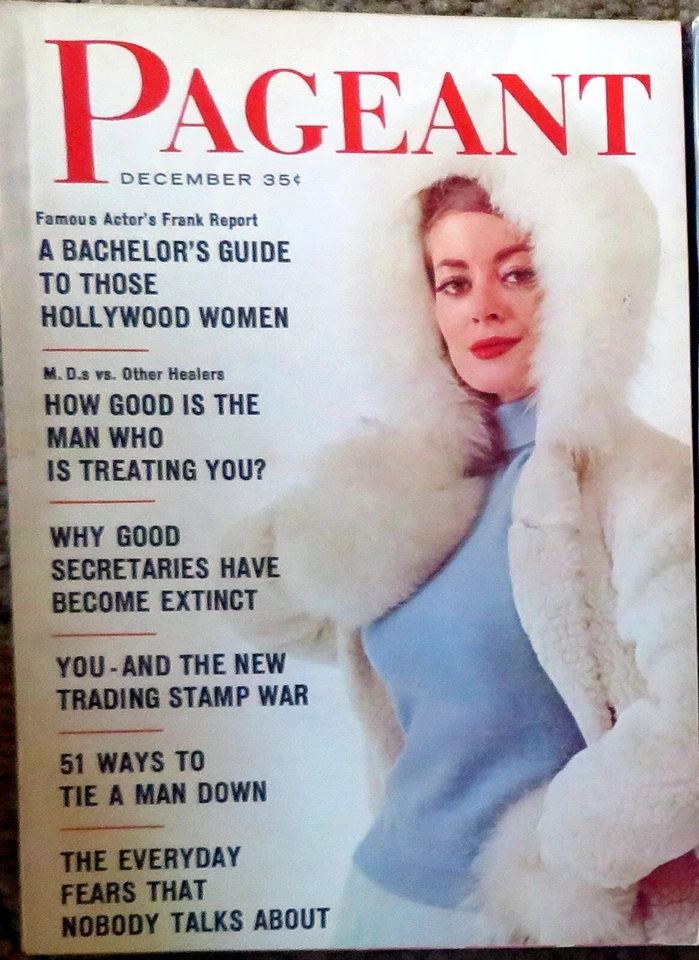 PAGEANT
DECEMBER 35¢
Famous Actor's Frank Report
A BACHELOR'S GUIDE
TO THOSE
HOLLYWOOD WOMEN
M.D.s vs. Other Healers
HOW GOOD IS THE
MAN WHO
IS TREATING YOU?
WHY GOOD
SECRETARIES HAVE
BECOME EXTINCT
YOU-AND THE NEW
TRADING STAMP WAR
51 WAYS TO
TIE A MAN DOWN
THE EVERYDAY
FEARS THAT
NOBODY TALKS ABOUT